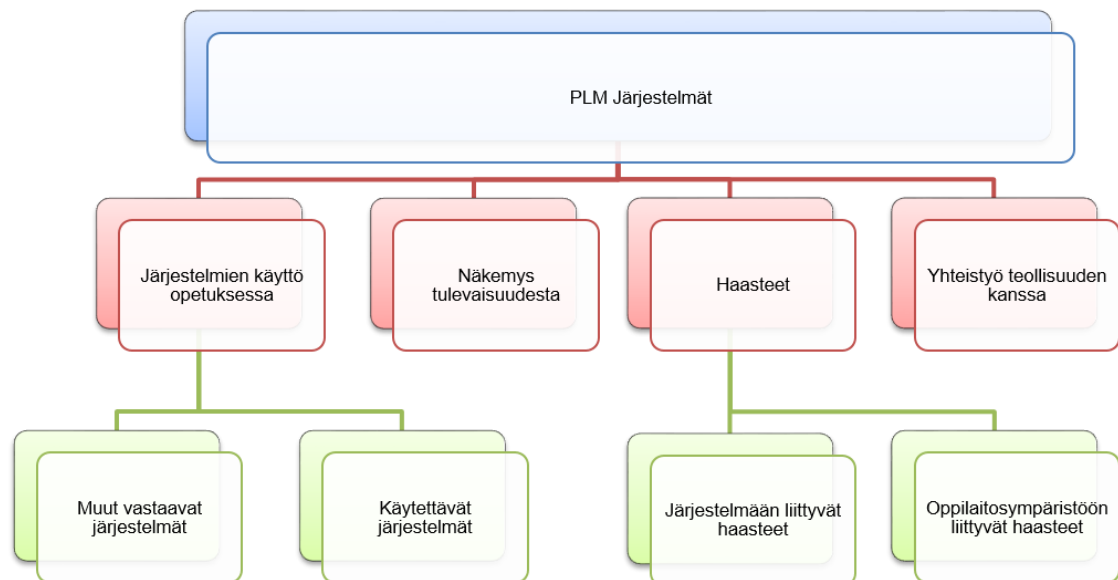 PLM Järjestelmät
Järjestelmien käyttö
opetuksessa
Näkemys
tulevaisuudesta
Haasteet
Yhteistyö teollisuuden
kanssa
Muut vastaavat
järjestelmät
Käytettävät
järjestelmät
Järjestelmään liittyvät
haasteet
Oppilaitosympäristöön
liittyvät haasteet